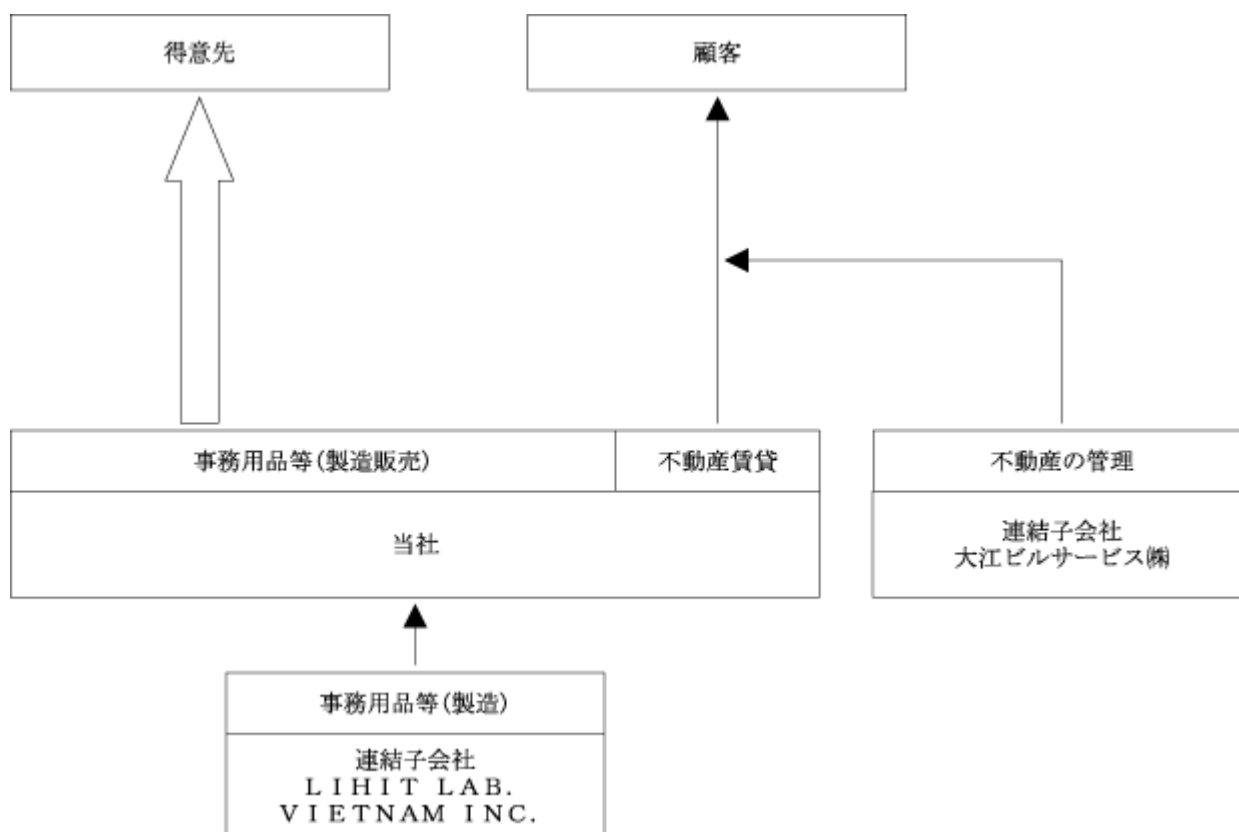 得意先
顧客
事務用品等(製造販売)
不動産賃貸
不動産の管理
当社
連結子会社
大江ビルサービス㈱
事務用品等(製造)
連結子会社
ＬＩＨＩＴ ＬＡＢ.
ＶＩＥＴＮＡＭ ＩＮＣ.